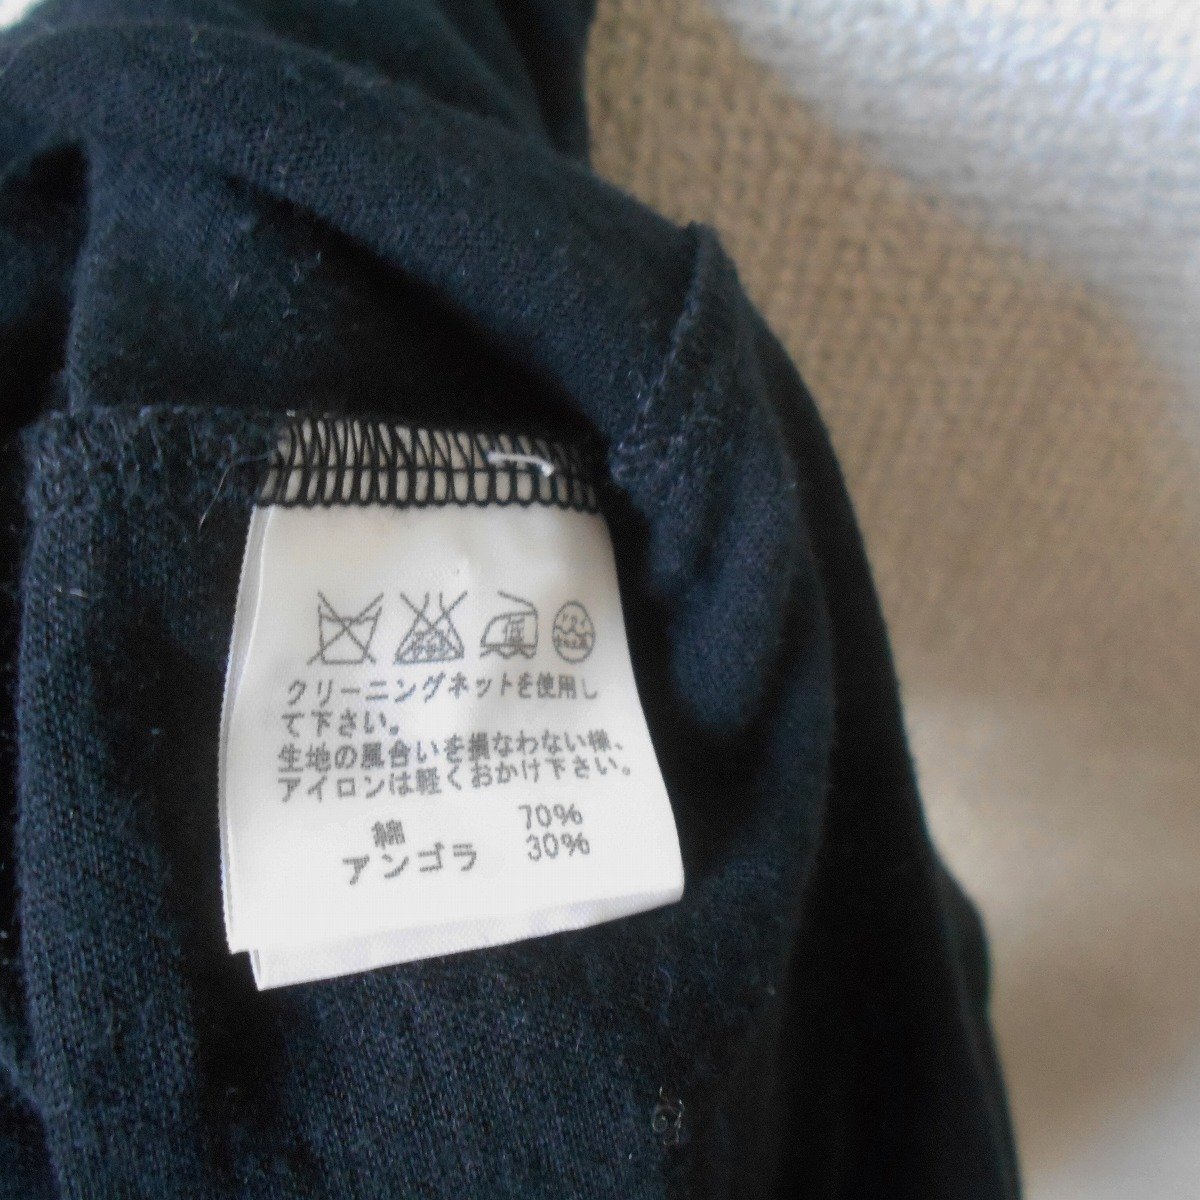 低
クリーニングネットを使用し
て下さい。
生地の風合いを損なわない様、
アイロンは軽くおかけ下さい。
綿 70%
アンゴラ 30%